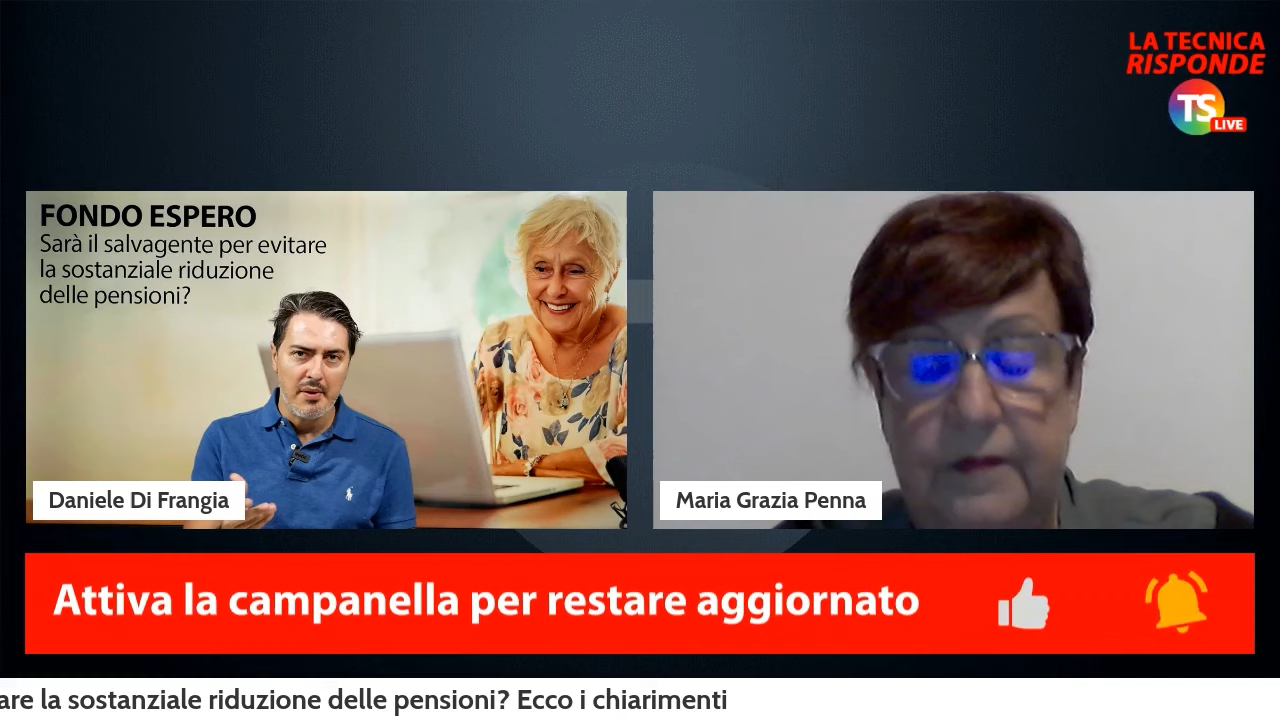 LA TECNICA
RISPONDE
TS
LIVE
FONDO ESPERO
Sarà il salvagente per evitare
la sostanziale riduzione
delle pensioni?
Daniele Di Frangia
Maria Grazia Penna
Attiva la campanella per restare aggiornato
are la sostanziale riduzione delle pensioni? Ecco i chiarimenti